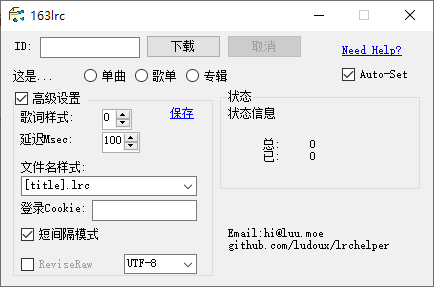 163lrc
ID: 下载 取消 Need Help?
这是... 单曲 歌单 专辑 Auto-Set
高级设置
歌词样式: 0 保存
延迟Msec: 100
文件名样式:
[title].lrc
登录Cookie:
短间隔模式
ReviseRaw UTF-8
状态
状态信息
总: 0
已: 0
Email:hi@luu.moe
github.com/ludoux/lrchelper